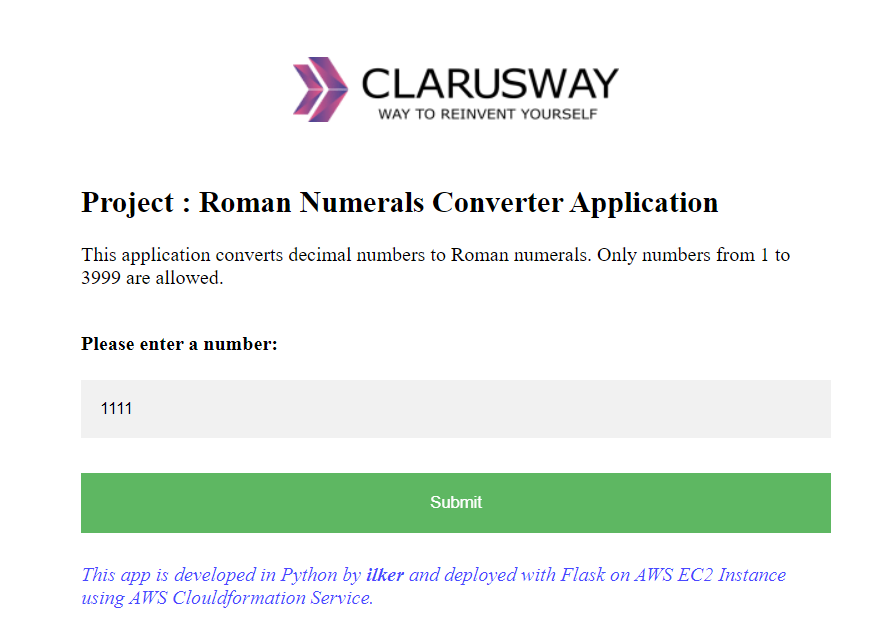 CLARUSWAY
WAY TO REINVENT YOURSELF
Project : Roman Numerals Converter Application
This application converts decimal numbers to Roman numerals. Only numbers from 1 to
3999 are allowed.
Please enter a number:
1111
Submit
This app is developed in Python by ilker and deployed with Flask on AWS EC2 Instance
using AWS Clouldformation Service.